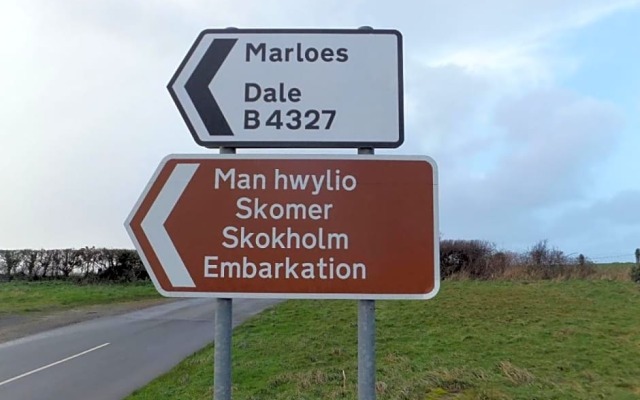 Marloes
Dale
B4327
Man hwylio
Skomer
Skokholm
Embarkation